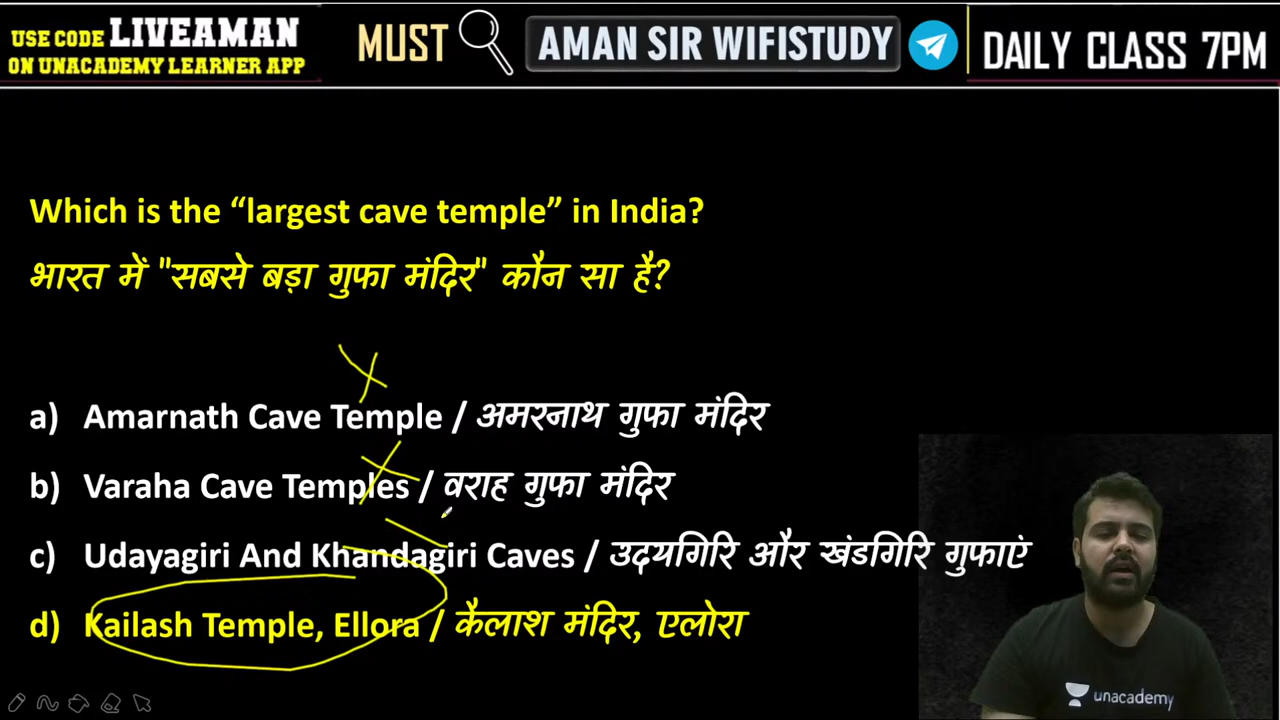 USE CODE LIVEAMAN
ON UNACADEMY LEARNER APP
MUST
AMAN SIR WIFISTUDY
DAILY CLASS 7PM
Which is the “largest cave temple” in India?
भारत में "सबसे बड़ा गुफा मंदिर" कौन सा है?
a) Amarnath Cave Temple / अमरनाथ गुफा मंदिर
b) Varaha Cave Temples / वराह गुफा मंदिर
c) Udayagiri And Khandagiri Caves / उदयगिरि और खंडगिरि गुफाएं
d) Kailash Temple, Ellora / कैलाश मंदिर, एलोरा
unacademy